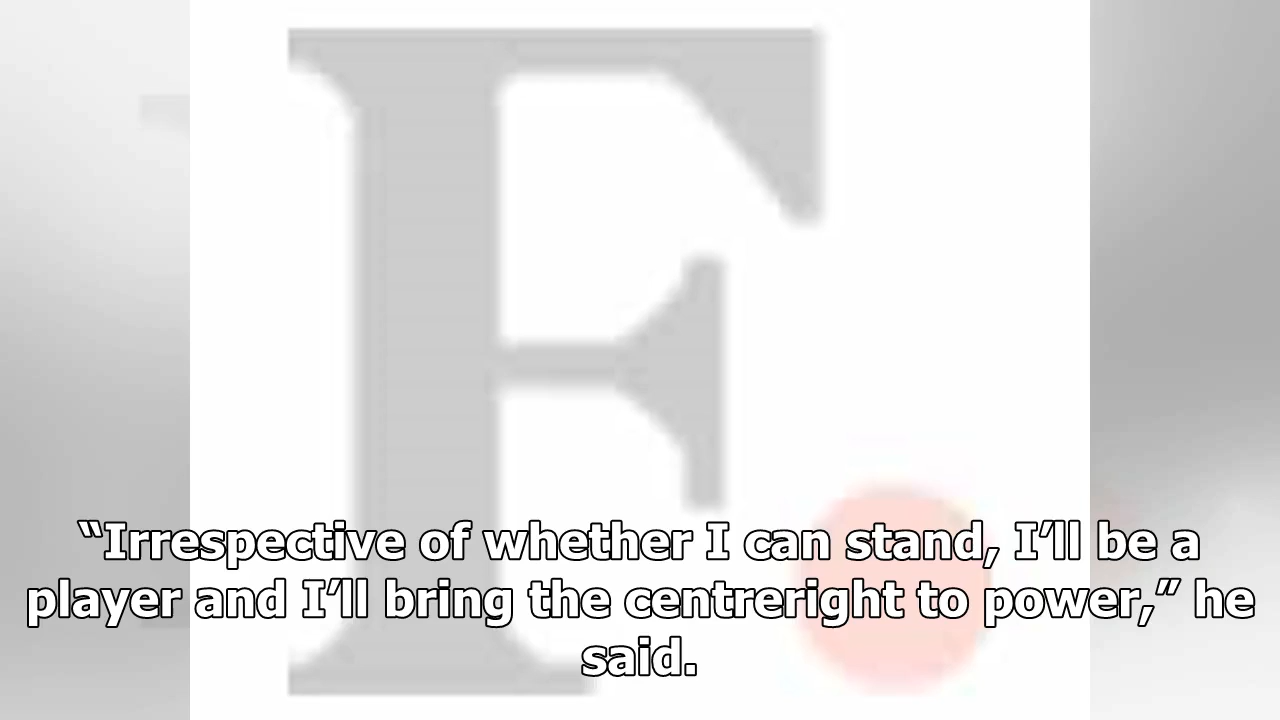 F
“Irrespective of whether I can stand, I’ll be a
player and I’ll bring the centreright to power,” he
said.